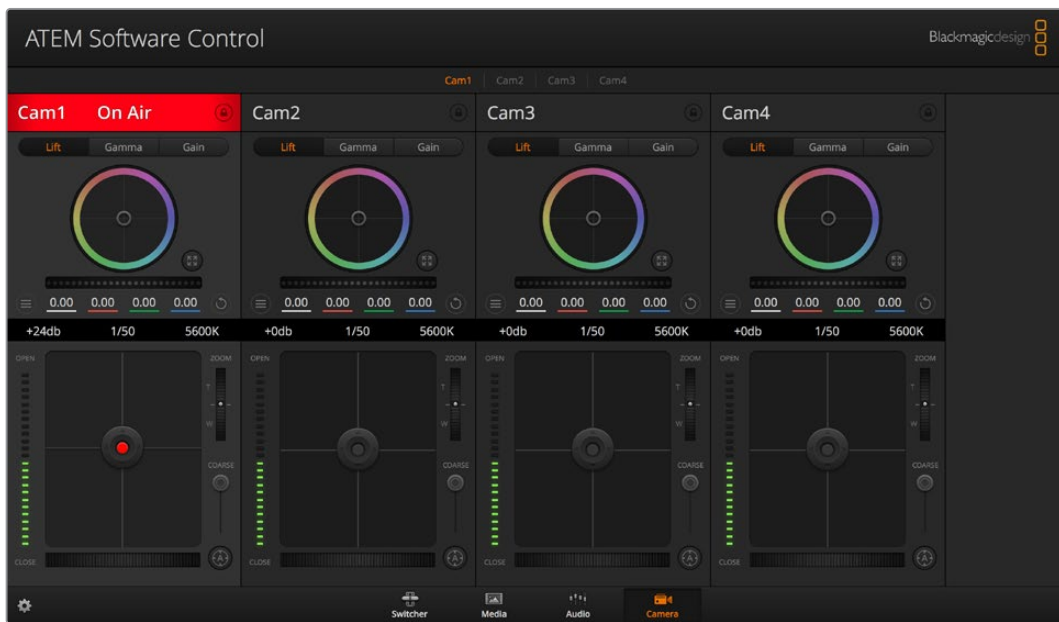 ATEM Software Control
Blackmagicdesign
Cam1 Cam2 Cam3 Cam4
Cam1 On Air Cam2 Cam3 Cam4
Lift Gamma Gain Lift Gamma Gain Lift Gamma Gain Lift Gamma Gain
0.00 0.00 0.00 0.00 0.00 0.00 0.00 0.00 0.00 0.00 0.00 0.00 0.00 0.00 0.00 0.00
+24db 1/50 5600K +0db 1/50 5600K +0db 1/50 5600K +0db 1/50 5600K
OPEN ZOOM OPEN ZOOM OPEN ZOOM OPEN ZOOM
T T T T
W W W W
COARSE COARSE COARSE COARSE
A A A A
CLOSE CLOSE CLOSE CLOSE
Switcher Media Audio Camera